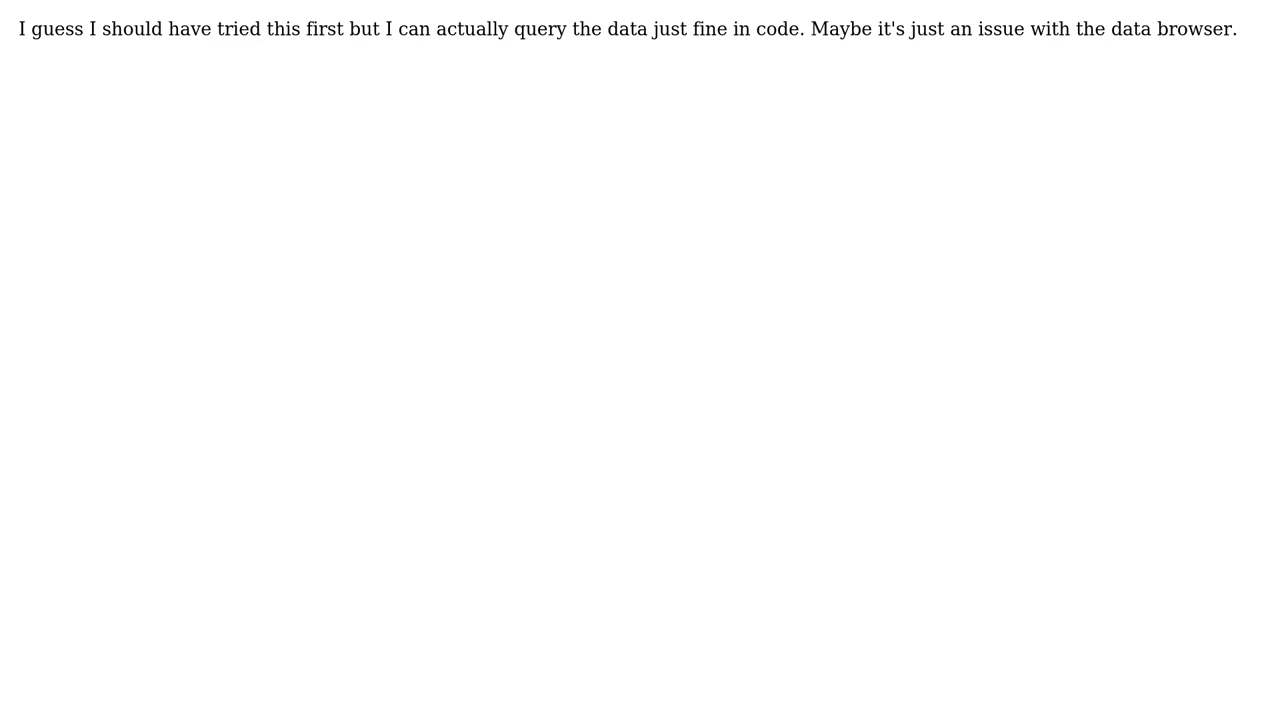 I guess I should have tried this first but I can actually query the data just fine in code. Maybe it's just an issue with the data browser.